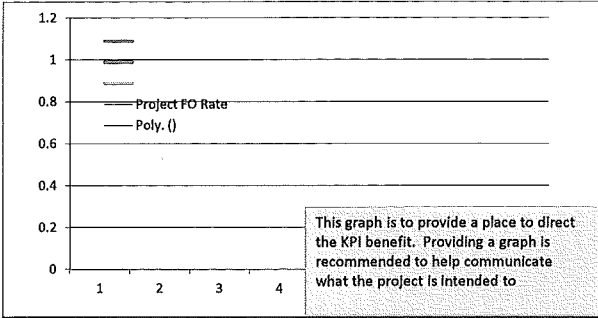 1.2
1
0.8
0.6
0.4
0.2
0
Project FO Rate
Poly. ()
1 2 3 4
This graph is to provide a place to direct
the KPI benefit. Providing a graph is
recommended to help communicate
what the project is intended to